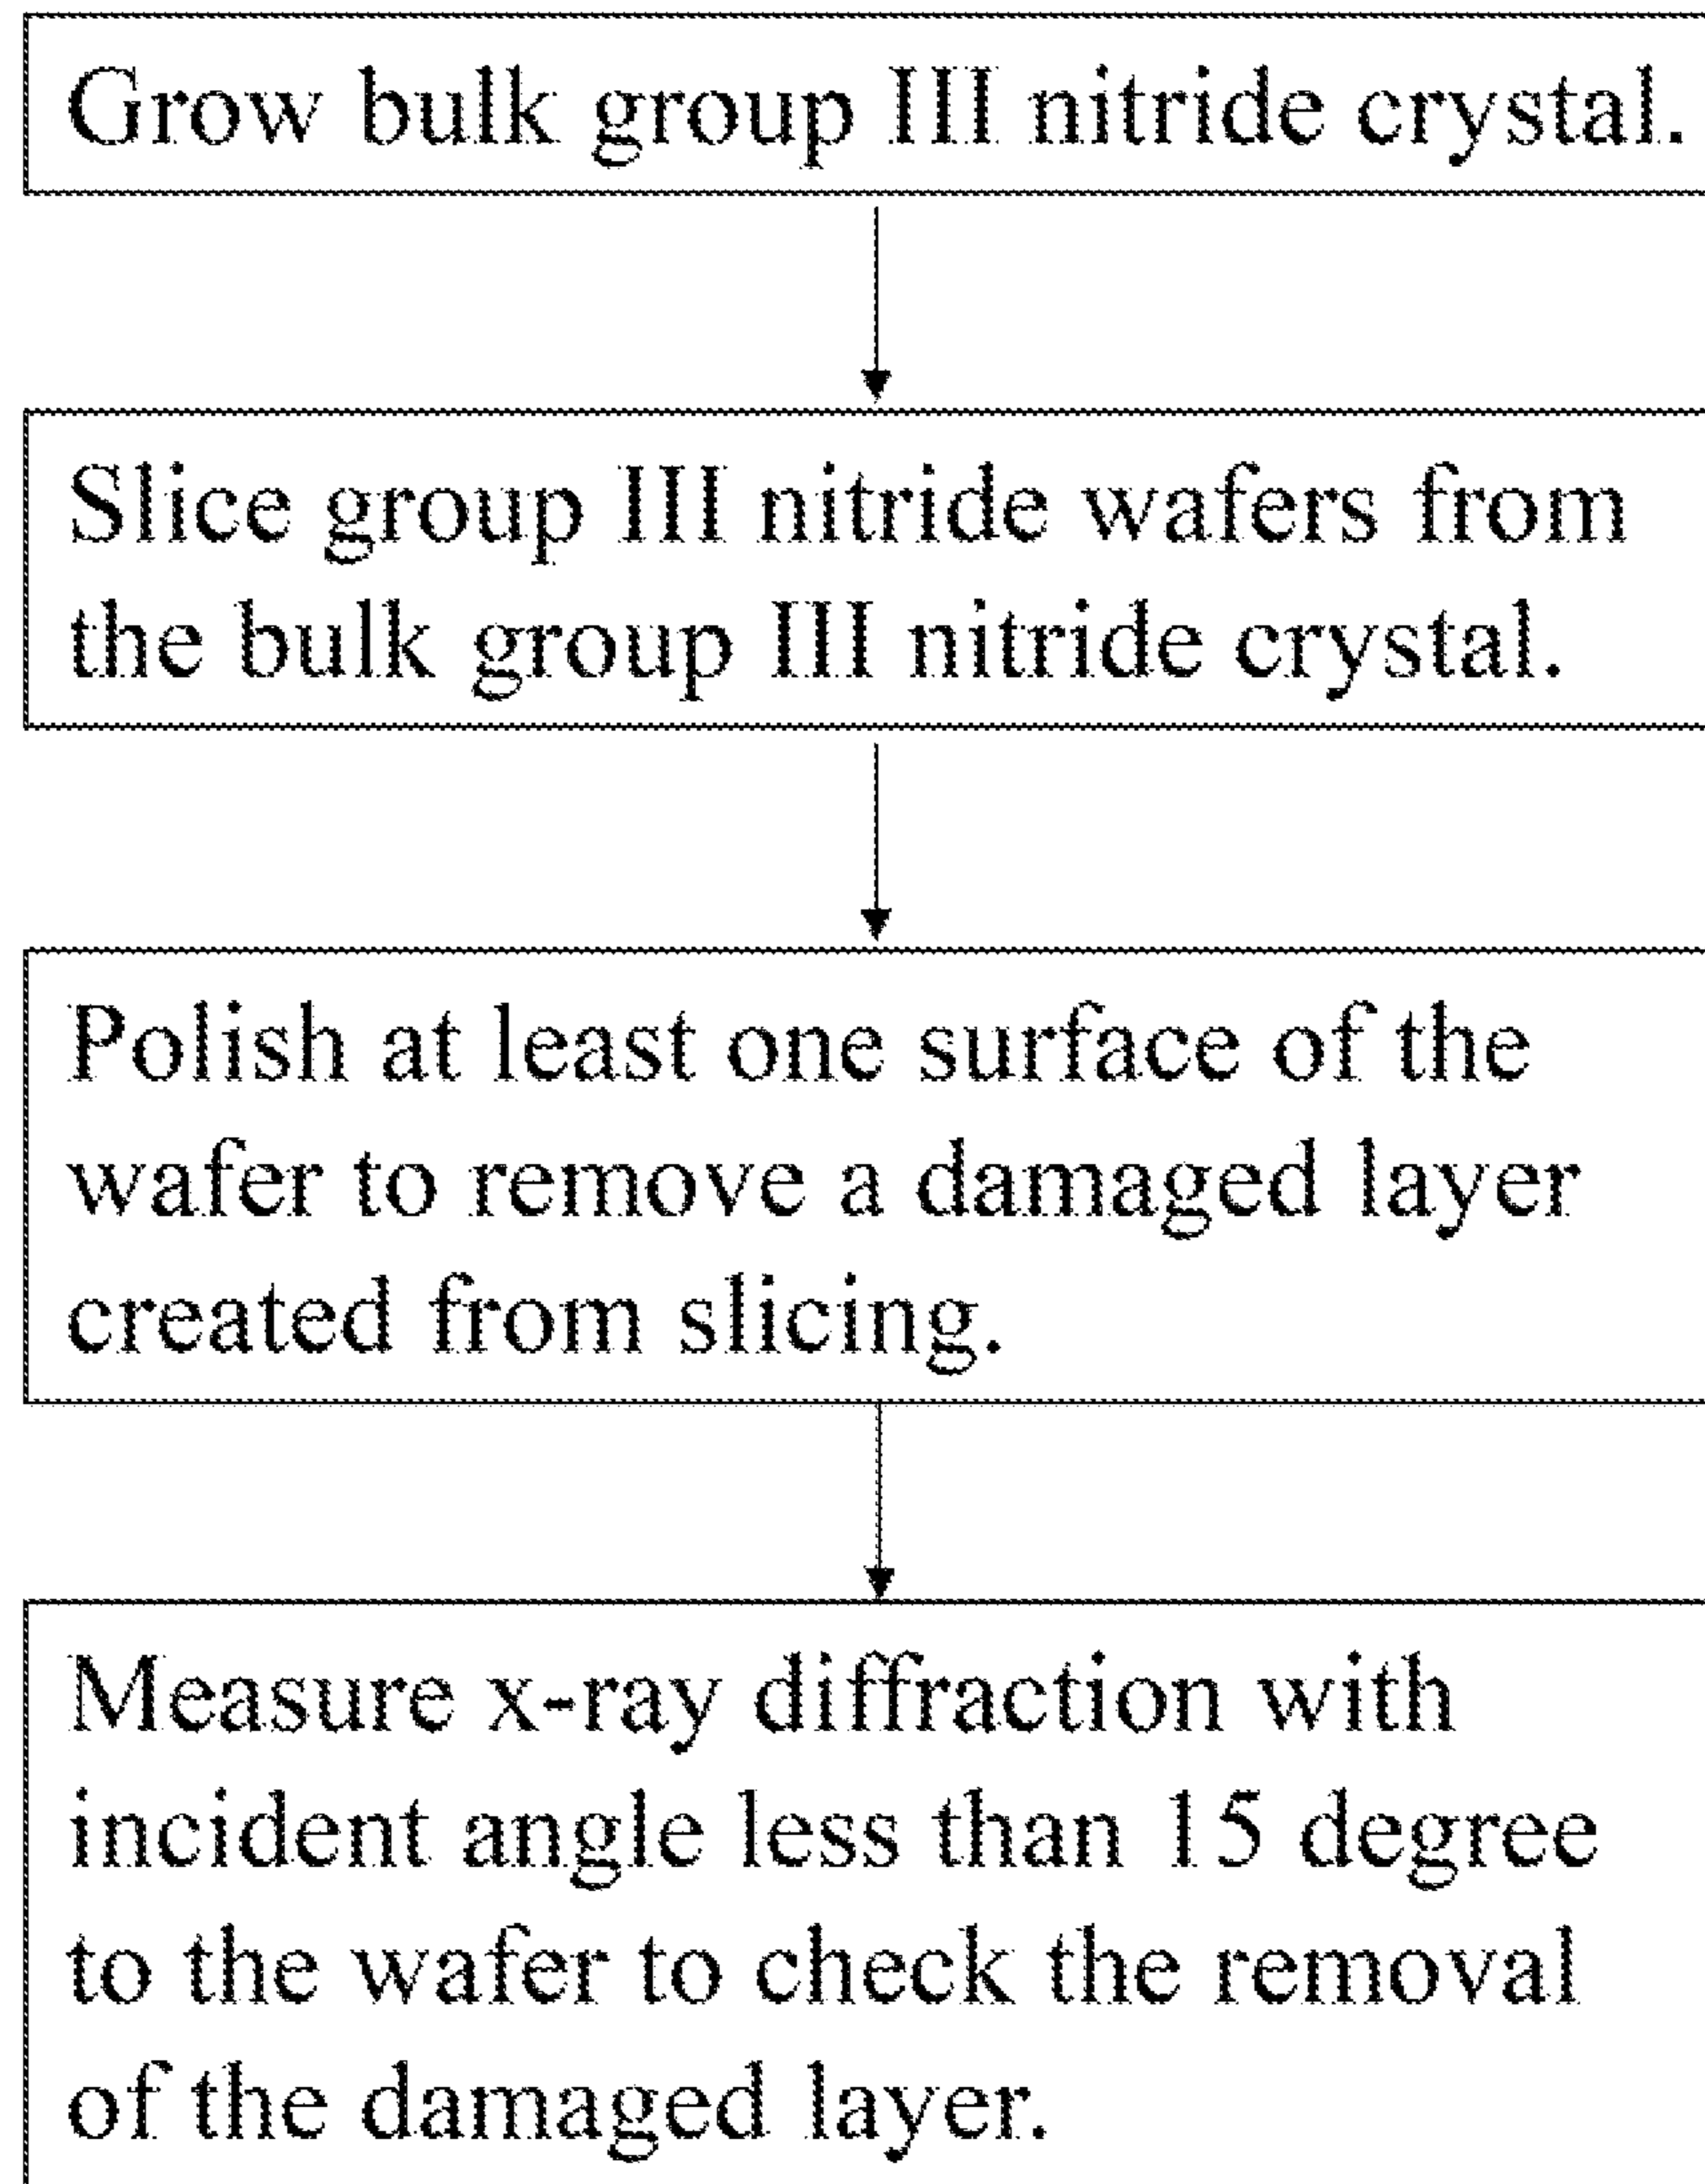 Grow bulk group III nitride crystal.
Slice group III nitride wafers from
the bulk group III nitride crystal.
Polish at least one surface of the
wafer to remove a damaged layer
created from slicing.
Measure x-ray diffraction with
incident angle less than 15 degree
to the wafer to check the removal
of the damaged layer.